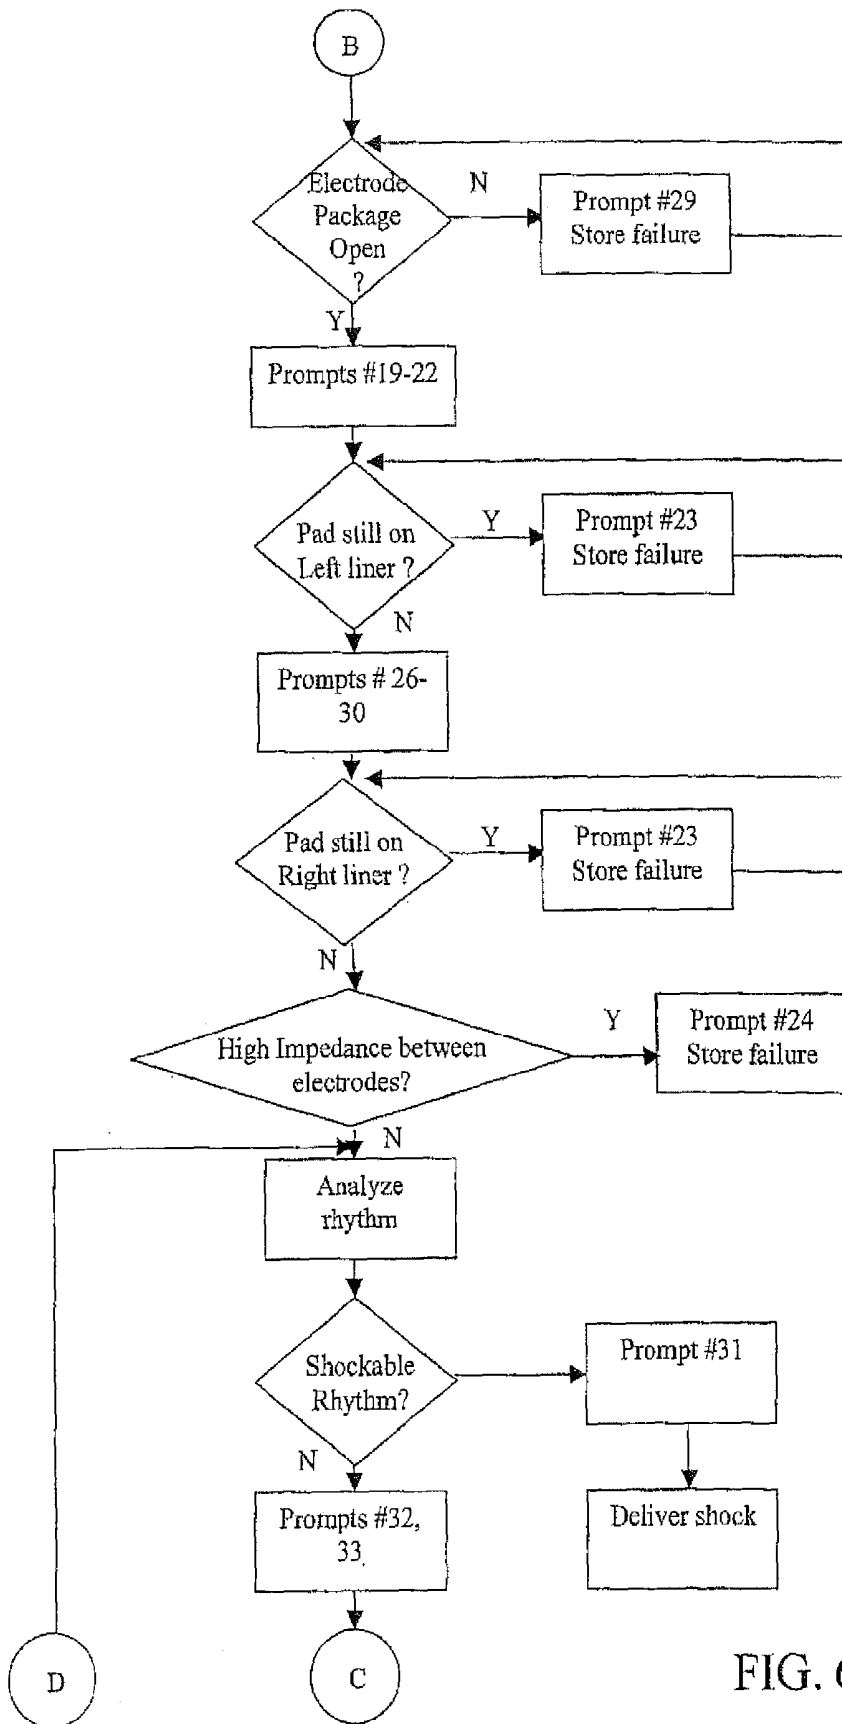 B
Electrode
Package
Open
?
N
Prompt #29
Store failure
Y
Prompts #19-22
Pad still on
Left liner ?
Y
Prompt #23
Store failure
N
Prompts # 26-
30
Pad still on
Right liner ?
Y
Prompt #23
Store failure
N
High Impedance between
electrodes?
Y
Prompt #24
Store failure
N
Analyze
rhythm
Shockable
Rhythm?
Prompt #31
N
Prompts #32,
33
Deliver shock
D
C
FIG. 6